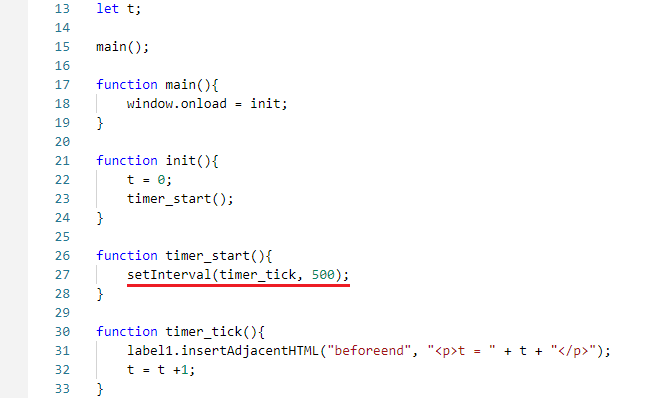 13 let t;
14
15 main();
16
17 function main(){
18 window.onload = init;
19 }
20
21 function init(){
22 t = 0;
23 timer_start();
24 }
25
26 function timer_start(){
27 setInterval(timer_tick, 500);
28 }
29
30 function timer_tick(){
31 label1.insertAdjacentHTML("beforeend", "<p>t = " + t + "</p>");
32 t = t +1;
33 }